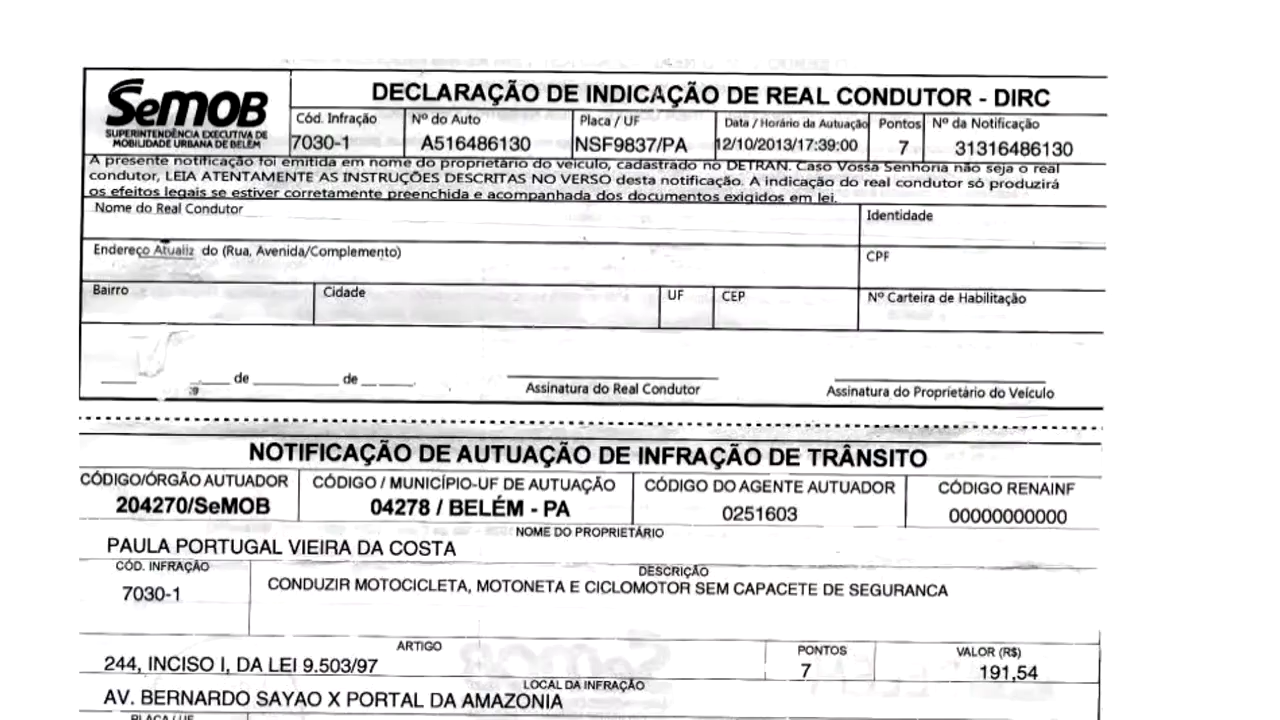 SeMOB
SUPERINTENDÊNCIA EXECUTIVA DE
MOBILIDADE URBANA DE BELÉM
DECLARAÇÃO DE INDICAÇÃO DE REAL CONDUTOR - DIRC
Cód. Infração Nº do Auto Placa / UF Data / Horário da Autuação Pontos Nº da Notificação
7030-1 A516486130 NSF9837/PA 12/10/2013/17:39:00 7 31316486130
A presente notificação foi emitida em nome do proprietário do veículo, cadastrado no DETRAN. Caso Vossa Senhoria não seja o real
condutor, LEIA ATENTAMENTE AS INSTRUÇÕES DESCRITAS NO VERSO desta notificação. A indicação do real condutor só produzirá
os efeitos legais se estiver corretamente preenchida e acompanhada dos documentos exigidos em lei.
Nome do Real Condutor Identidade
Endereço Atualiz do (Rua, Avenida/Complemento) CPF
Bairro Cidade UF CEP Nº Carteira de Habilitação
de de
Assinatura do Real Condutor Assinatura do Proprietário do Veículo
NOTIFICAÇÃO DE AUTUAÇÃO DE INFRAÇÃO DE TRÂNSITO
CÓDIGO/ÓRGÃO AUTUADOR CÓDIGO / MUNICÍPIO-UF DE AUTUAÇÃO CÓDIGO DO AGENTE AUTUADOR CÓDIGO RENAINF
204270/SeMOB 04278 / BELÉM - PA 0251603 00000000000
NOME DO PROPRIETÁRIO
PAULA PORTUGAL VIEIRA DA COSTA
CÓD. INFRAÇÃO DESCRIÇÃO
7030-1 CONDUZIR MOTOCICLETA, MOTONETA E CICLOMOTOR SEM CAPACETE DE SEGURANCA
ARTIGO PONTOS VALOR (R$)
244, INCISO I, DA LEI 9.503/97 7 191,54
LOCAL DA INFRAÇÃO
AV. BERNARDO SAYAO X PORTAL DA AMAZONIA
PLACA / UF